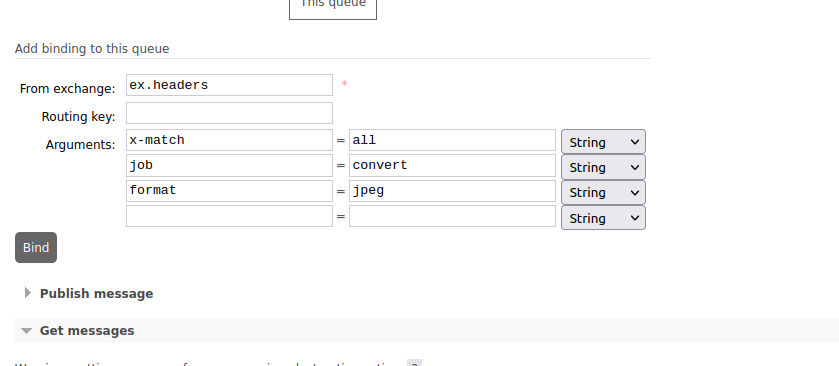 This queue
Add binding to this queue
From exchange: ex.headers *
Routing key:
Arguments: x-match = all String
job = convert String
format = jpeg String
= String
Bind
Publish message
Get messages